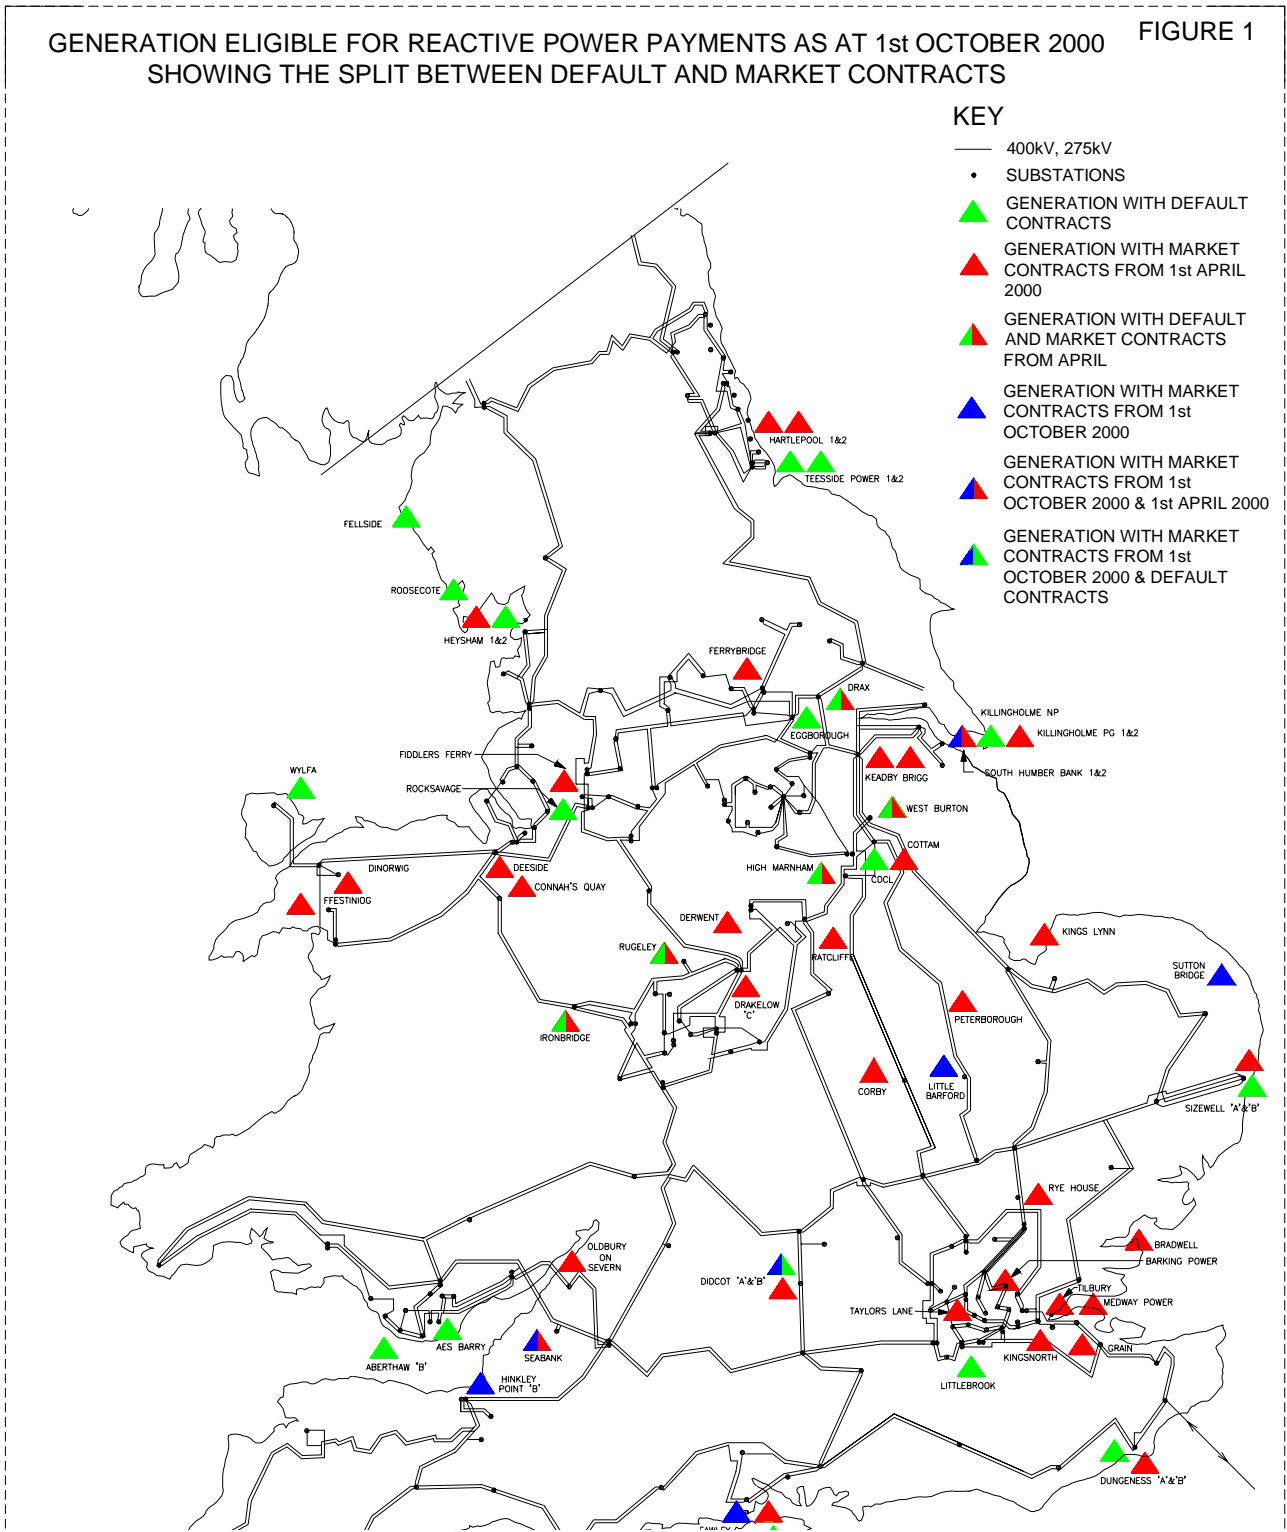 FIGURE 1
GENERATION ELIGIBLE FOR REACTIVE POWER PAYMENTS AS AT 1st OCTOBER 2000
SHOWING THE SPLIT BETWEEN DEFAULT AND MARKET CONTRACTS
KEY
400kV, 275kV
SUBSTATIONS
GENERATION WITH DEFAULT
CONTRACTS
GENERATION WITH MARKET
CONTRACTS FROM 1st APRIL
2000
GENERATION WITH DEFAULT
AND MARKET CONTRACTS
FROM APRIL
GENERATION WITH MARKET
CONTRACTS FROM 1st
OCTOBER 2000
GENERATION WITH MARKET
CONTRACTS FROM 1st
OCTOBER 2000 & 1st APRIL 2000
GENERATION WITH MARKET
CONTRACTS FROM 1st
OCTOBER 2000 & DEFAULT
CONTRACTS
HARTLEPOOL 1&2
TEESSIDE POWER 1&2
FELLSIDE
ROOSECOTE
HEYSHAM 1&2
FERRYBRIDGE
DRAX
EGGBOROUGH
KILLINGHOLME NP
KILLINGHOLME PG 1&2
SOUTH HUMBER BANK 1&2
KEADBY BRIGG
FIDDLERS FERRY
ROCKSAVAGE
WYLFA
WEST BURTON
COTTAM
HIGH MARNHAM
CDCL
DINORWIG
FFESTINIOG
DEESIDE
CONNAH'S QUAY
DERWENT
RATCLIFFE
KINGS LYNN
RUGELEY
SUTTON
BRIDGE
DRAKELOW
'C'
PETERBOROUGH
IRONBRIDGE
CORBY
LITTLE
BARFORD
SIZEWELL 'A'&'B'
RYE HOUSE
BRADWELL
BARKING POWER
OLDBURY
ON
SEVERN
DIDCOT 'A'&'B'
TILBURY
MEDWAY POWER
TAYLORS LANE
AES BARRY
ABERTHAW 'B'
SEABANK
KINGSNORTH
GRAIN
HINKLEY
POINT 'B'
LITTLEBROOK
DUNGENESS 'A'&'B'
FAWLEY